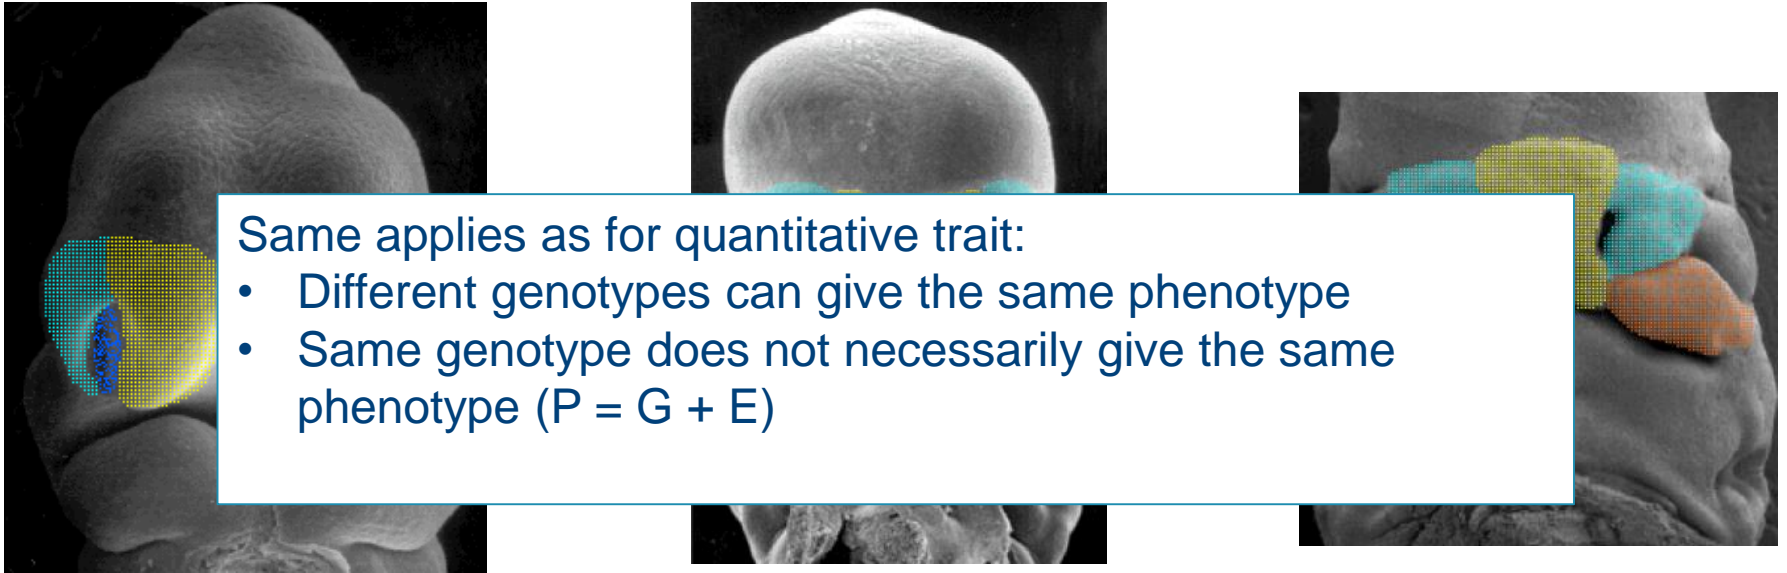 Same applies as for quantitative trait:
• Different genotypes can give the same phenotype
• Same genotype does not necessarily give the same
phenotype (P = G + E)